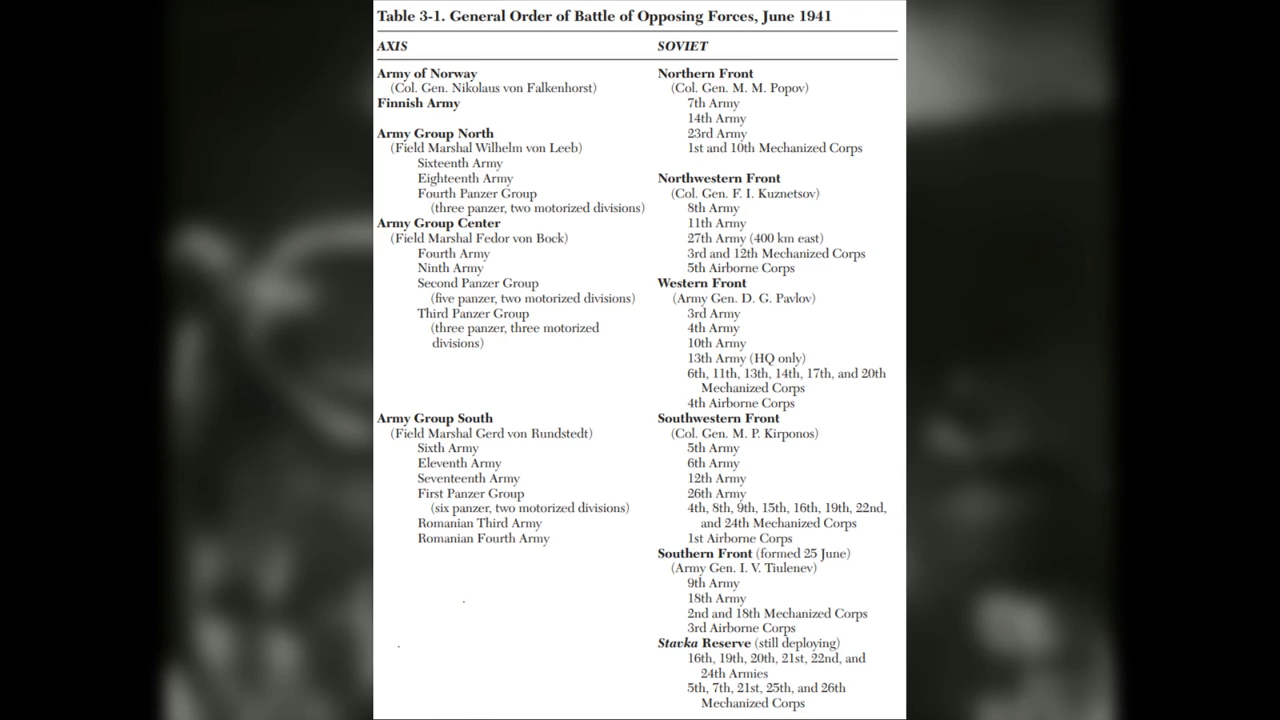 Table 3-1. General Order of Battle of Opposing Forces, June 1941
AXIS
Army of Norway
(Col. Gen. Nikolaus von Falkenhorst)
Finnish Army
Army Group North
(Field Marshal Wilhelm von Leeb)
Sixteenth Army
Eighteenth Army
Fourth Panzer Group
(three panzer, two motorized divisions)
Army Group Center
(Field Marshal Fedor von Bock)
Fourth Army
Ninth Army
Second Panzer Group
(five panzer, two motorized divisions)
Third Panzer Group
(three panzer, three motorized
divisions)
Army Group South
(Field Marshal Gerd von Rundstedt)
Sixth Army
Eleventh Army
Seventeenth Army
First Panzer Group
(six panzer, two motorized divisions)
Romanian Third Army
Romanian Fourth Army
SOVIET
Northern Front
(Col. Gen. M. M. Popov)
7th Army
14th Army
23rd Army
1st and 10th Mechanized Corps
Northwestern Front
(Col. Gen. F. I. Kuznetsov)
8th Army
11th Army
27th Army (400 km east)
3rd and 12th Mechanized Corps
5th Airborne Corps
Western Front
(Army Gen. D. G. Pavlov)
3rd Army
4th Army
10th Army
13th Army (HQ only)
6th, 11th, 13th, 14th, 17th, and 20th
Mechanized Corps
4th Airborne Corps
Southwestern Front
(Col. Gen. M. P. Kirponos)
5th Army
6th Army
12th Army
26th Army
4th, 8th, 9th, 15th, 16th, 19th, 22nd,
and 24th Mechanized Corps
1st Airborne Corps
Southern Front (formed 25 June)
(Army Gen. I. V. Tiulenev)
9th Army
18th Army
2nd and 18th Mechanized Corps
3rd Airborne Corps
Stavka Reserve (still deploying)
16th, 19th, 20th, 21st, 22nd, and
24th Armies
5th, 7th, 21st, 25th, and 26th
Mechanized Corps